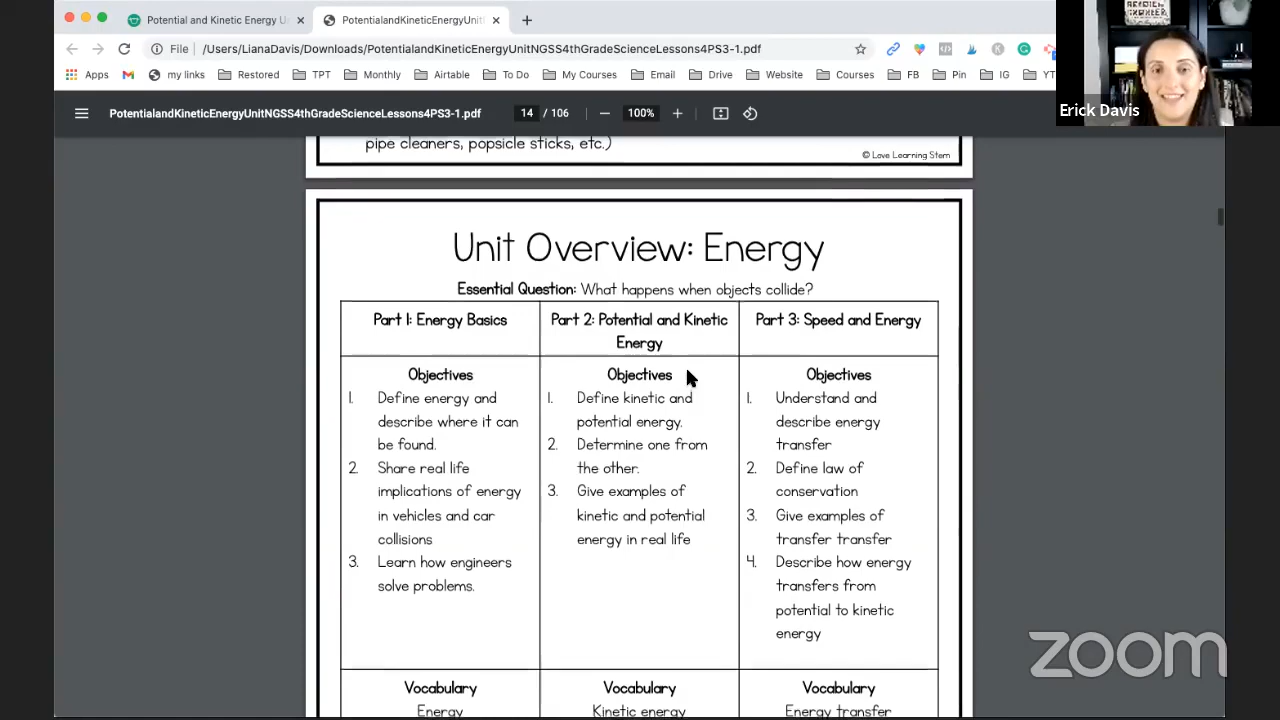 Potential and Kinetic Energy U
PotentialandKineticEnergyUnit
File
/Users/LianaDavis/Downloads/PotentialandKineticEnergyUnitNGSS4thGradeScienceLessons4PS3-1.pdf
Apps
my links
Restored
TPT
Monthly
Airtable
To Do
My Courses
Email
Drive
Website
Courses
FB
Pin
IG
YT
Erick Davis
PotentialandKineticEnergyUnitNGSS4thGradeScienceLessons4PS3-1.pdf
14 / 106
100%
pipe cleaners, popsicle sticks, etc.)
© Love Learning Stem
Unit Overview: Energy
Essential Question: What happens when objects collide?
Part 1: Energy Basics
Objectives
1. Define energy and
describe where it can
be found.
2. Share real life
implications of energy
in vehicles and car
collisions
3. Learn how engineers
solve problems.
Vocabulary
Energy
Part 2: Potential and Kinetic
Energy
Objectives
1. Define kinetic and
potential energy.
2. Determine one from
the other.
3. Give examples of
kinetic and potential
energy in real life
Vocabulary
Kinetic energy
Part 3: Speed and Energy
Objectives
1. Understand and
describe energy
transfer
2. Define law of
conservation
3. Give examples of
transfer transfer
4. Describe how energy
transfers from
potential to kinetic
energy
Vocabulary
Energy transfer
zoom